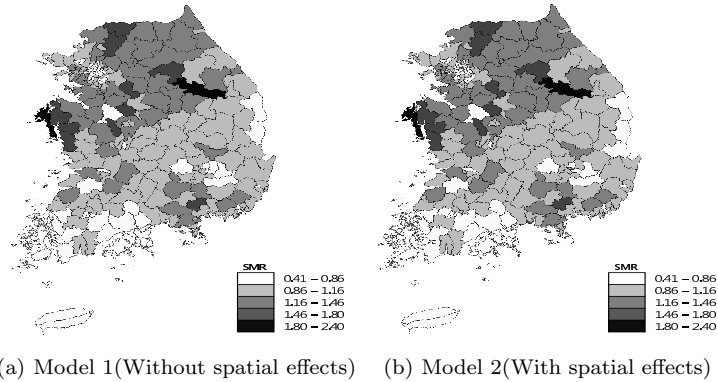 SMR
0.41 – 0.86
0.86 – 1.16
1.16 – 1.46
1.46 – 1.80
1.80 – 2.40
SMR
0.41 – 0.86
0.86 – 1.16
1.16 – 1.46
1.46 – 1.80
1.80 – 2.40
(a) Model 1(Without spatial effects)
(b) Model 2(With spatial effects)